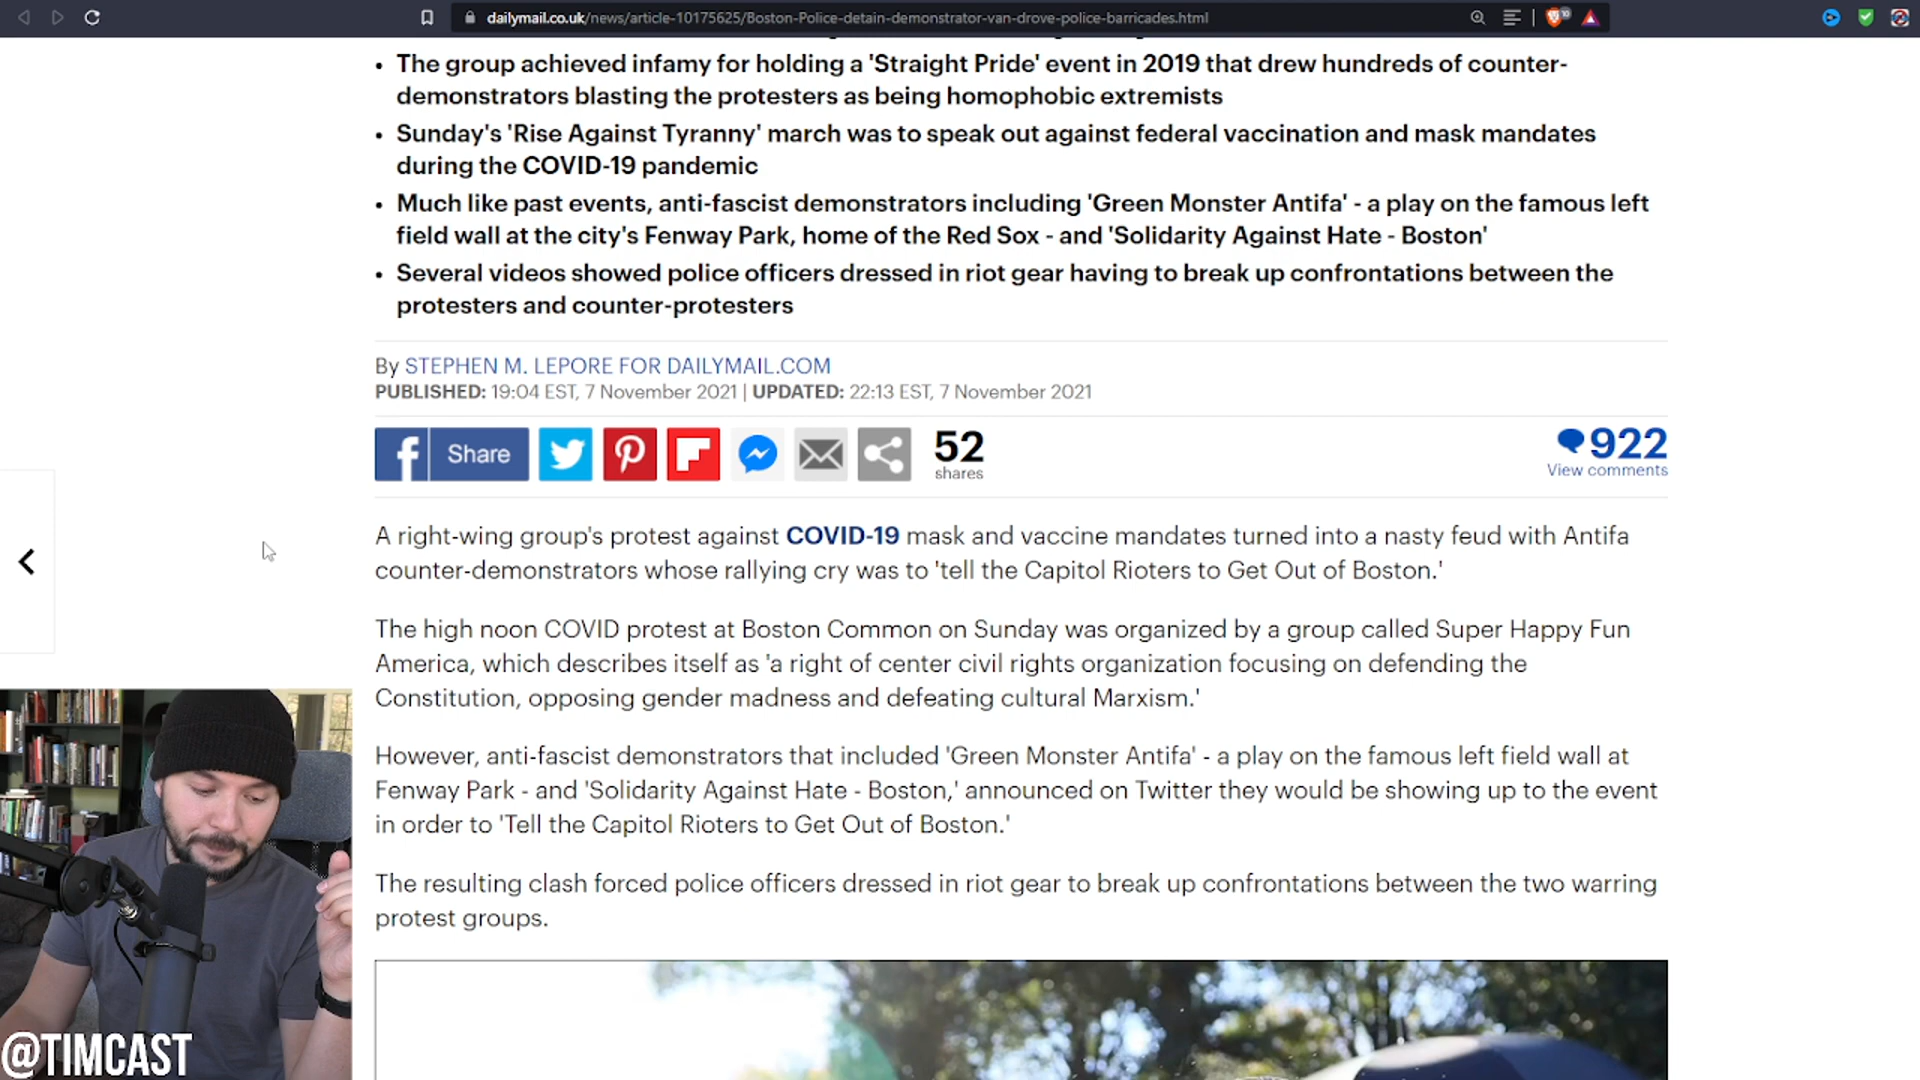 dailymail.co.uk/news/article-10175625/Boston-Police-detain-demonstrator-van-drove-police-barricades.html
• The group achieved infamy for holding a 'Straight Pride' event in 2019 that drew hundreds of counter-
demonstrators blasting the protesters as being homophobic extremists
• Sunday's 'Rise Against Tyranny' march was to speak out against federal vaccination and mask mandates
during the COVID-19 pandemic
• Much like past events, anti-fascist demonstrators including 'Green Monster Antifa' - a play on the famous left
field wall at the city's Fenway Park, home of the Red Sox - and 'Solidarity Against Hate - Boston'
• Several videos showed police officers dressed in riot gear having to break up confrontations between the
protesters and counter-protesters
By STEPHEN M. LEPORE FOR DAILYMAIL.COM
PUBLISHED: 19:04 EST, 7 November 2021 | UPDATED: 22:13 EST, 7 November 2021
Share
52
shares
922
View comments
A right-wing group's protest against COVID-19 mask and vaccine mandates turned into a nasty feud with Antifa
counter-demonstrators whose rallying cry was to 'tell the Capitol Rioters to Get Out of Boston.'
The high noon COVID protest at Boston Common on Sunday was organized by a group called Super Happy Fun
America, which describes itself as 'a right of center civil rights organization focusing on defending the
Constitution, opposing gender madness and defeating cultural Marxism.'
However, anti-fascist demonstrators that included 'Green Monster Antifa' - a play on the famous left field wall at
Fenway Park - and 'Solidarity Against Hate - Boston,' announced on Twitter they would be showing up to the event
in order to 'Tell the Capitol Rioters to Get Out of Boston.'
The resulting clash forced police officers dressed in riot gear to break up confrontations between the two warring
protest groups.
@TIMCAST